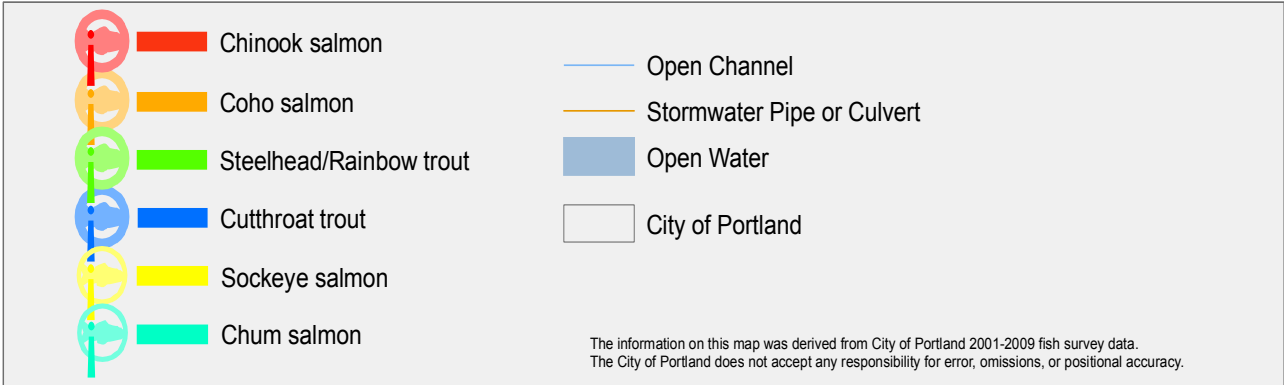 Chinook salmon
Coho salmon
Steelhead/Rainbow trout
Cutthroat trout
Sockeye salmon
Chum salmon
Open Channel
Stormwater Pipe or Culvert
Open Water
City of Portland
The information on this map was derived from City of Portland 2001-2009 fish survey data.
The City of Portland does not accept any responsibility for error, omissions, or positional accuracy.